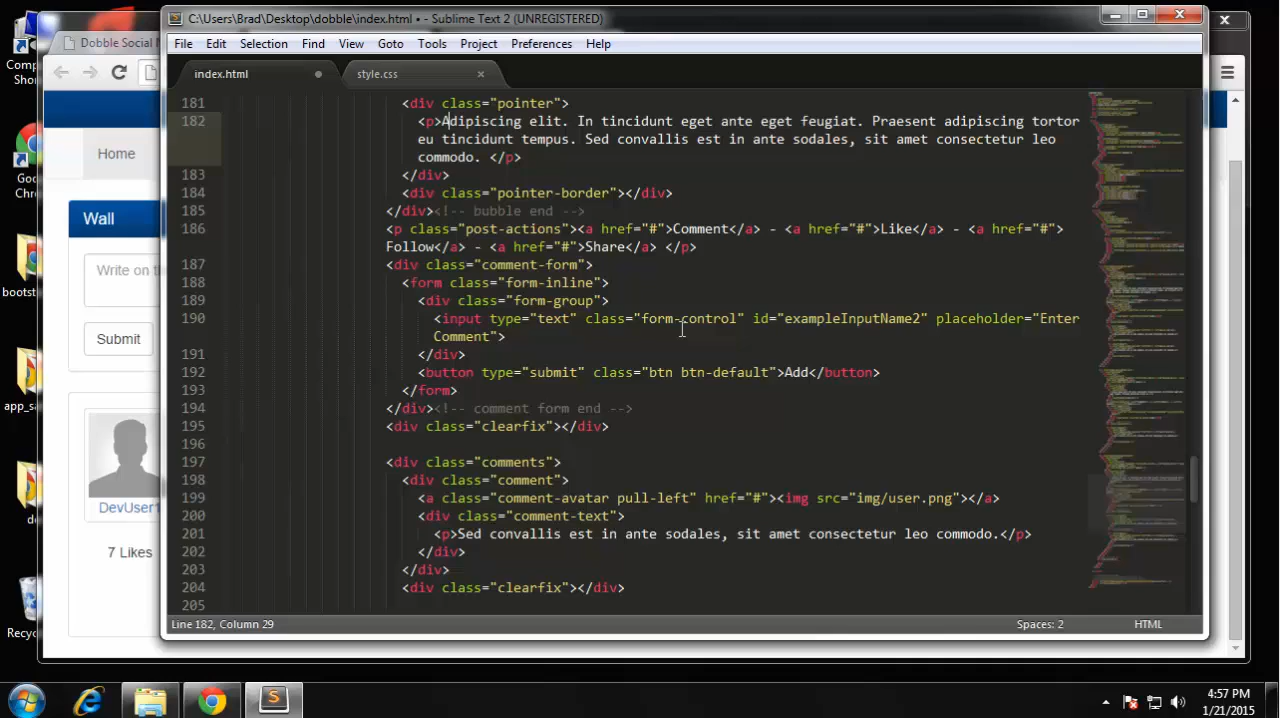 C:\Users\Brad\Desktop\dobble\index.html • - Sublime Text 2 (UNREGISTERED)
Dobble Social
File Edit Selection Find View Goto Tools Project Preferences Help
index.html
style.css
181 <div class="pointer">
182 <p>Adipiscing elit. In tincidunt eget ante eget feugiat. Praesent adipiscing tortor
eu tincidunt tempus. Sed convallis est in ante sodales, sit amet consectetur leo
commodo. </p>
183 </div>
184 <div class="pointer-border"></div>
185 </div><!-- bubble end -->
186 <p class="post-actions"><a href="#">Comment</a> - <a href="#">Like</a> - <a href="#">
Follow</a> - <a href="#">Share</a> </p>
187 <div class="comment-form">
188 <form class="form-inline">
189 <div class="form-group">
190 <input type="text" class="form-control" id="exampleInputName2" placeholder="Enter
Comment">
191 </div>
192 <button type="submit" class="btn btn-default">Add</button>
193 </form>
194 </div><!-- comment form end -->
195 <div class="clearfix"></div>
196
197 <div class="comments">
198 <div class="comment">
199 <a class="comment-avatar pull-left" href="#"><img src="img/user.png"></a>
200 <div class="comment-text">
201 <p>Sed convallis est in ante sodales, sit amet consectetur leo commodo.</p>
202 </div>
203 </div>
204 <div class="clearfix"></div>
205
Line 182, Column 29
Spaces: 2
HTML
Home
Wall
Write on
Submit
DevUser1
7 Likes
Comp
Shor
Goo
Chro
bootst
app_sa
de
Recyc
4:57 PM
1/21/2015